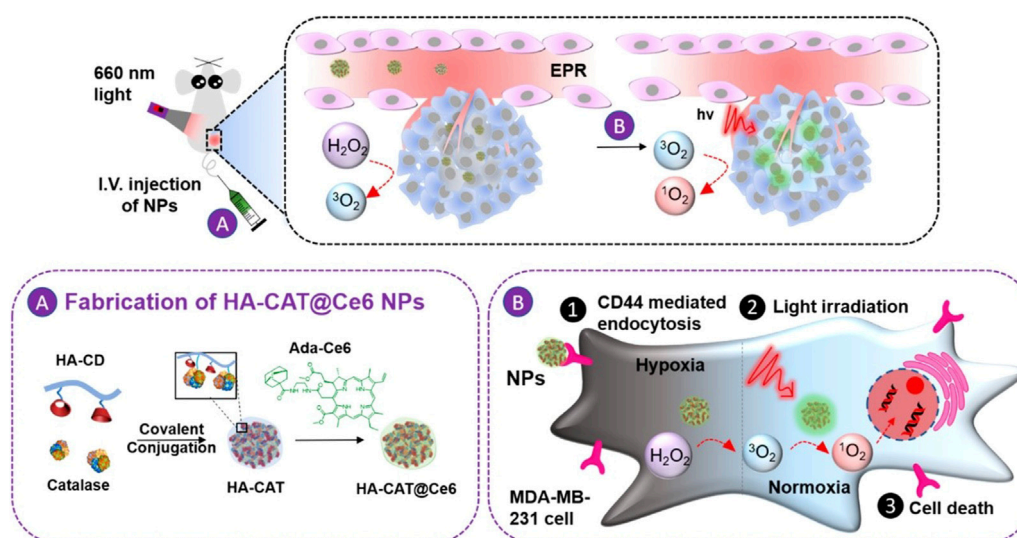 660 nm
light
I.V. injection
of NPs
A
EPR
H₂O₂
³O₂
B
hv
³O₂
¹O₂
A Fabrication of HA-CAT@Ce6 NPs
HA-CD
Catalase
Covalent
Conjugation
HA-CAT
Ada-Ce6
HA-CAT@Ce6
B
1 CD44 mediated
endocytosis
2 Light irradiation
NPs
Hypoxia
H₂O₂
³O₂
¹O₂
Normoxia
MDA-MB-
231 cell
3 Cell death